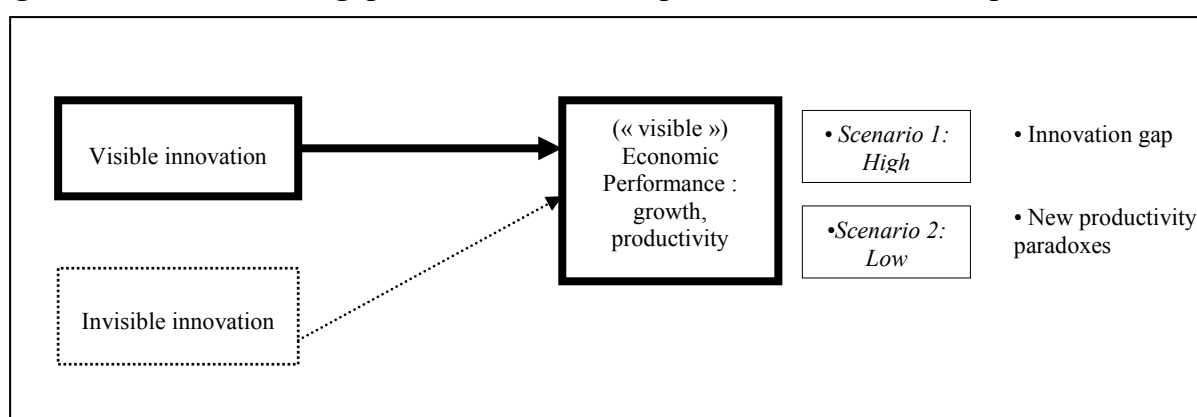 Visible innovation
(« visible »)
Economic
Performance :
growth,
productivity
• Scenario 1:
High
• Innovation gap
•Scenario 2:
Low
• New productivity
paradoxes
Invisible innovation